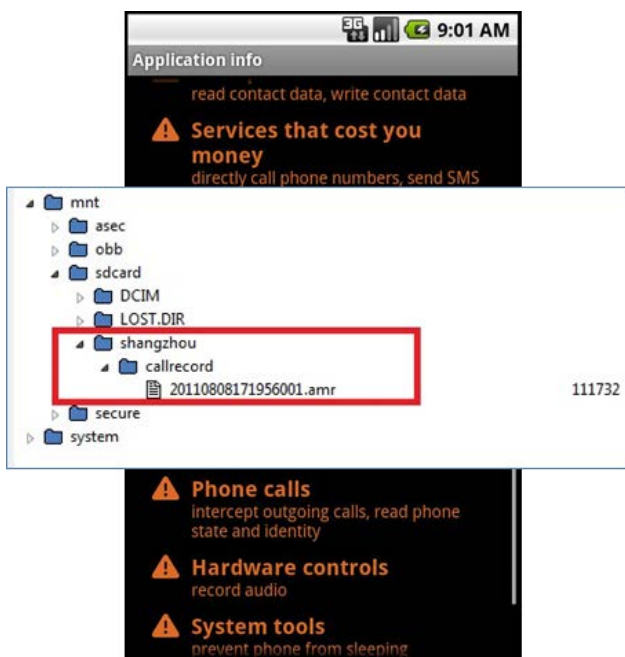 3G 9:01 AM
Application info
read contact data, write contact data
Services that cost you
money
directly call phone numbers, send SMS
mnt
asec
obb
sdcard
DCIM
LOST.DIR
shangzhou
callrecord
20110808171956001.amr 111732
secure
system
Phone calls
intercept outgoing calls, read phone
state and identity
Hardware controls
record audio
System tools
prevent phone from sleeping